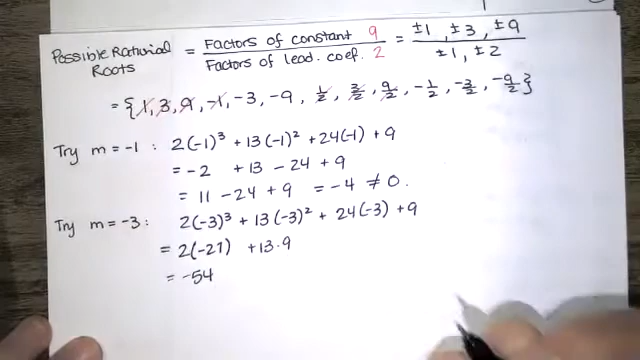 Possible Rational Roots = Factors of constant 9 / Factors of lead. coef. 2 = ±1, ±3, ±9 / ±1, ±2
= {1, 3, 9, -1, -3, -9, 1/2, 3/2, 9/2, -1/2, -3/2, -9/2}
Try m = -1 : 2(-1)³ + 13(-1)² + 24(-1) + 9
= -2 + 13 - 24 + 9
= 11 - 24 + 9 = -4 ≠ 0.
Try m = -3 : 2(-3)³ + 13(-3)² + 24(-3) + 9
= 2(-27) + 13·9
= -54